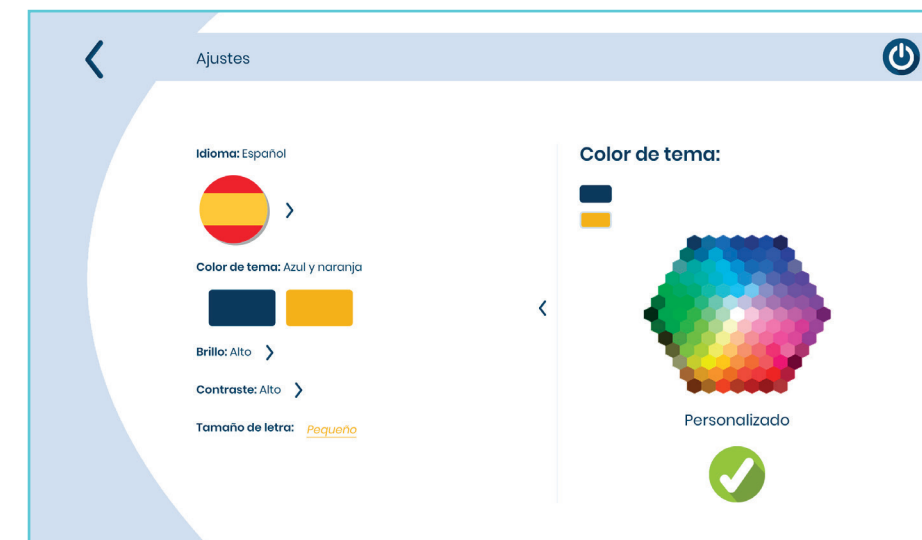 Ajustes
Idioma: Español
Color de tema: Azul y naranja
Brillo: Alto
Contraste: Alto
Tamaño de letra: Pequeño
Color de tema:
Personalizado